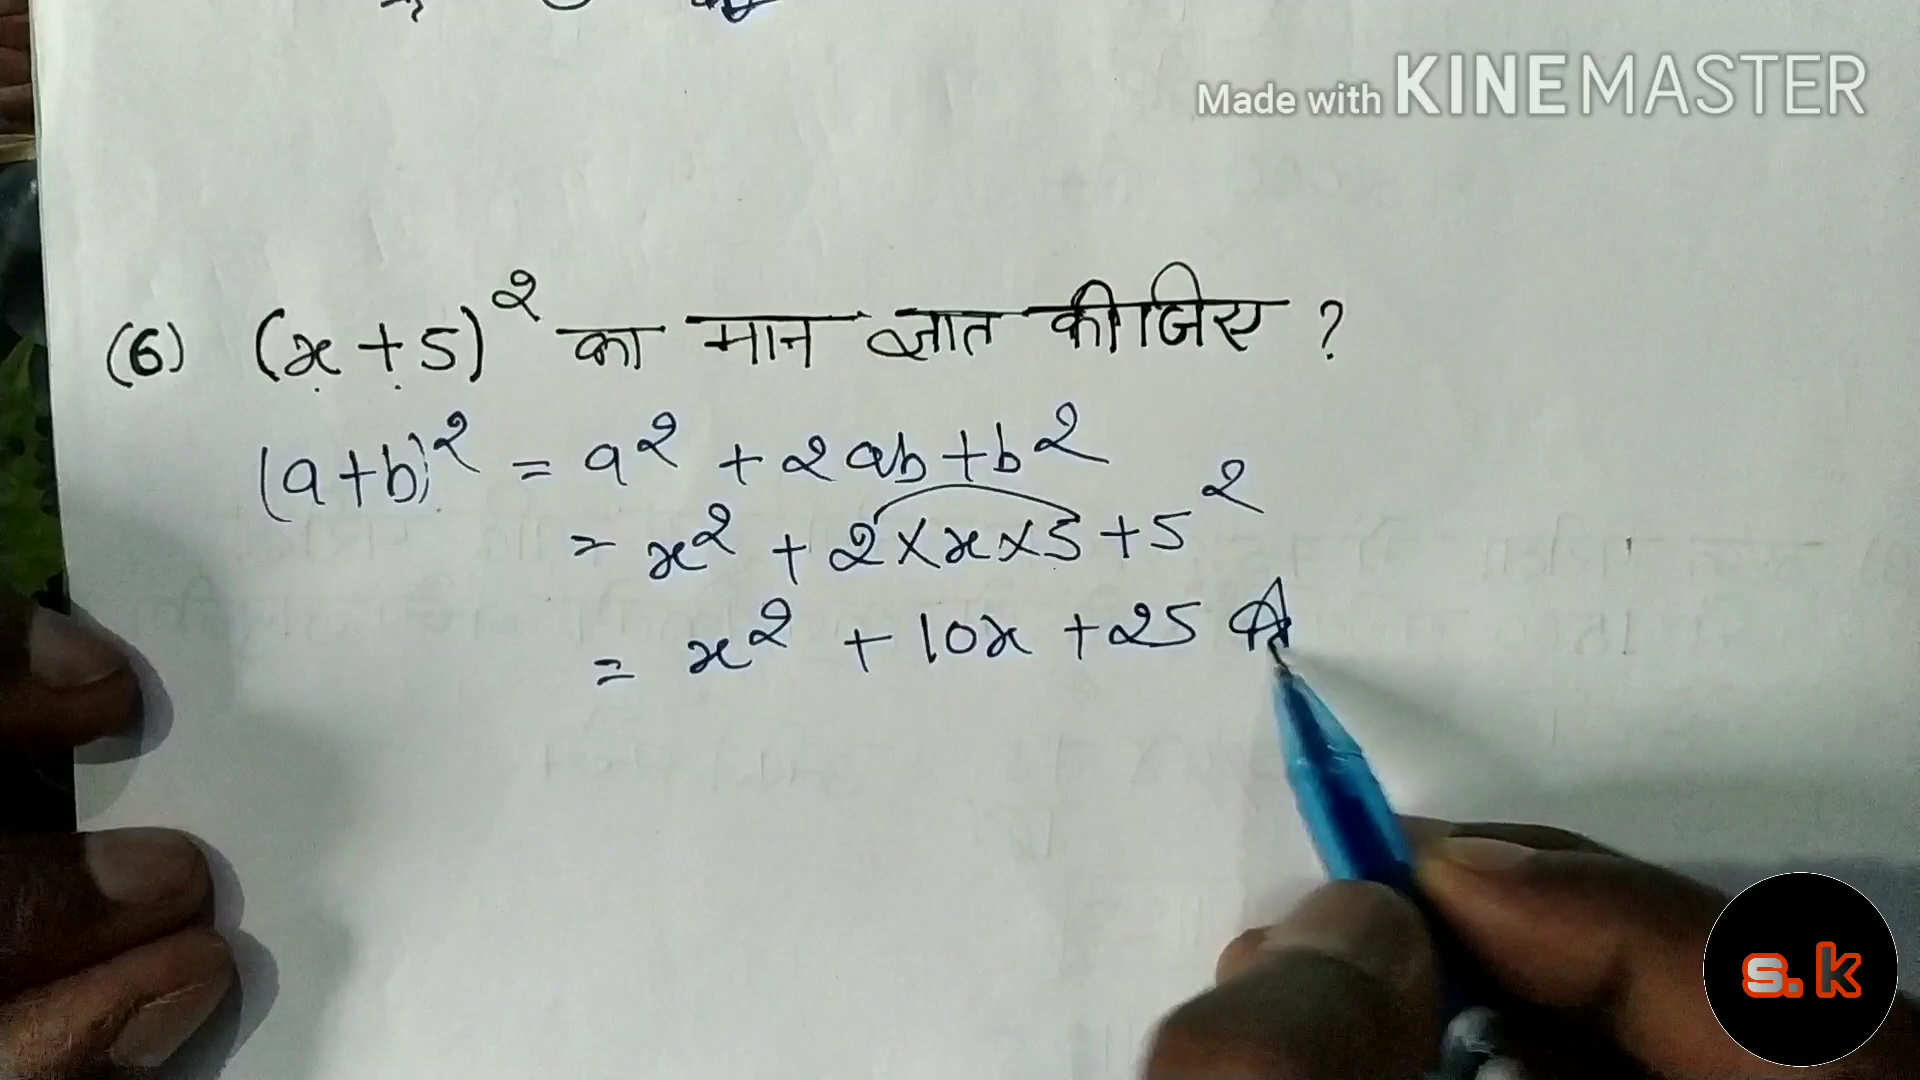 Made with KINEMASTER
(6) (x+5)² का मान ज्ञात कीजिए ?
(a+b)² = a² + 2ab+b²
= x² + 2×x×5+5²
= x² + 10x +25 A
s.k